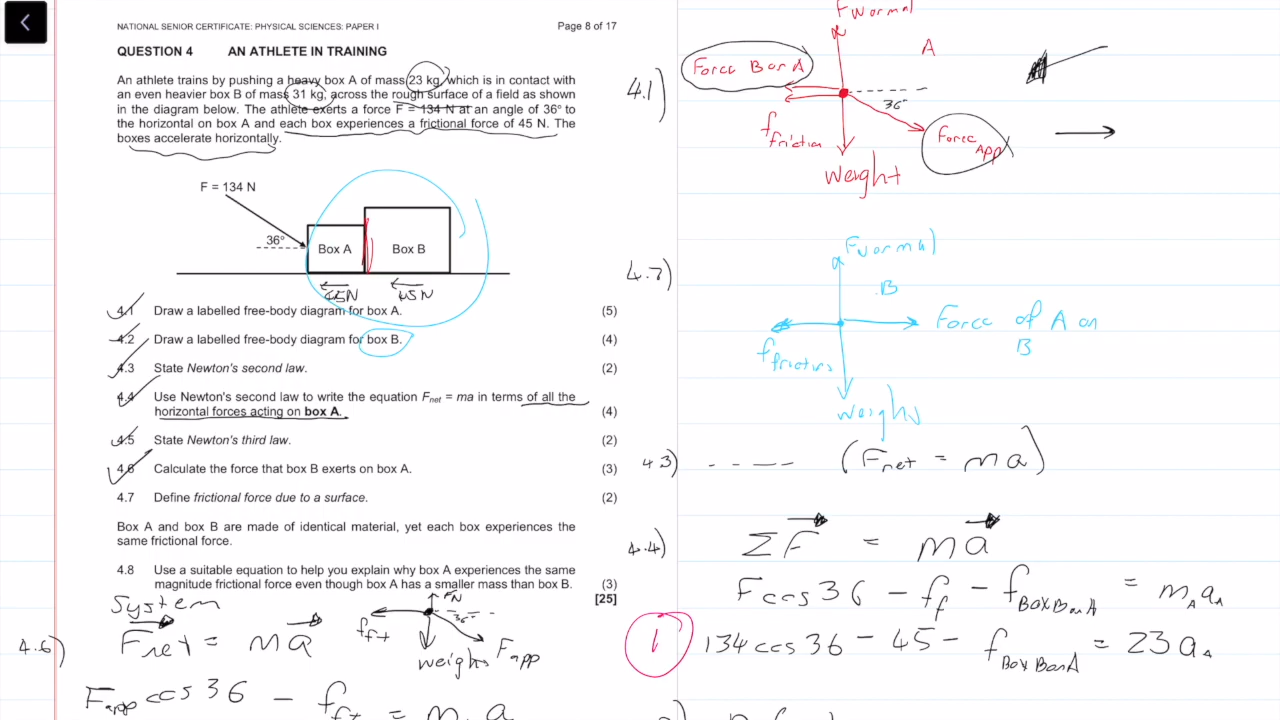 NATIONAL SENIOR CERTIFICATE: PHYSICAL SCIENCES: PAPER I
Page 8 of 17
QUESTION 4 AN ATHLETE IN TRAINING
An athlete trains by pushing a heavy box A of mass 23 kg, which is in contact with
an even heavier box B of mass 31 kg, across the rough surface of a field as shown
in the diagram below. The athlete exerts a force F = 134 N at an angle of 36° to
the horizontal on box A and each box experiences a frictional force of 45 N. The
boxes accelerate horizontally.
F = 134 N
36°
Box A
Box B
45N
45N
4.1 Draw a labelled free-body diagram for box A. (5)
4.2 Draw a labelled free-body diagram for box B. (4)
4.3 State Newton's second law. (2)
4.4 Use Newton's second law to write the equation Fnet = ma in terms of all the
horizontal forces acting on box A. (4)
4.5 State Newton's third law. (2)
4.6 Calculate the force that box B exerts on box A. (3)
4.7 Define frictional force due to a surface. (2)
Box A and box B are made of identical material, yet each box experiences the
same frictional force.
4.8 Use a suitable equation to help you explain why box A experiences the same
magnitude frictional force even though box A has a smaller mass than box B. (3)
[25]
System
4.6) Fnet = ma
FN
36°
fft
weight
Fapp
Fapp cos 36 - fft = m a
4.1)
FNormal
A
Force B on A
36°
ffriction
Force App
Weight
4.2)
FNormal
B
Force of A on
B
ffriction
weight
4.3) ---- (Fnet = ma)
4.4) ΣF = ma
Fcos36 - ff - fBoxBonA = mA aA
1 134cos36 - 45 - fBoxBonA = 23aA